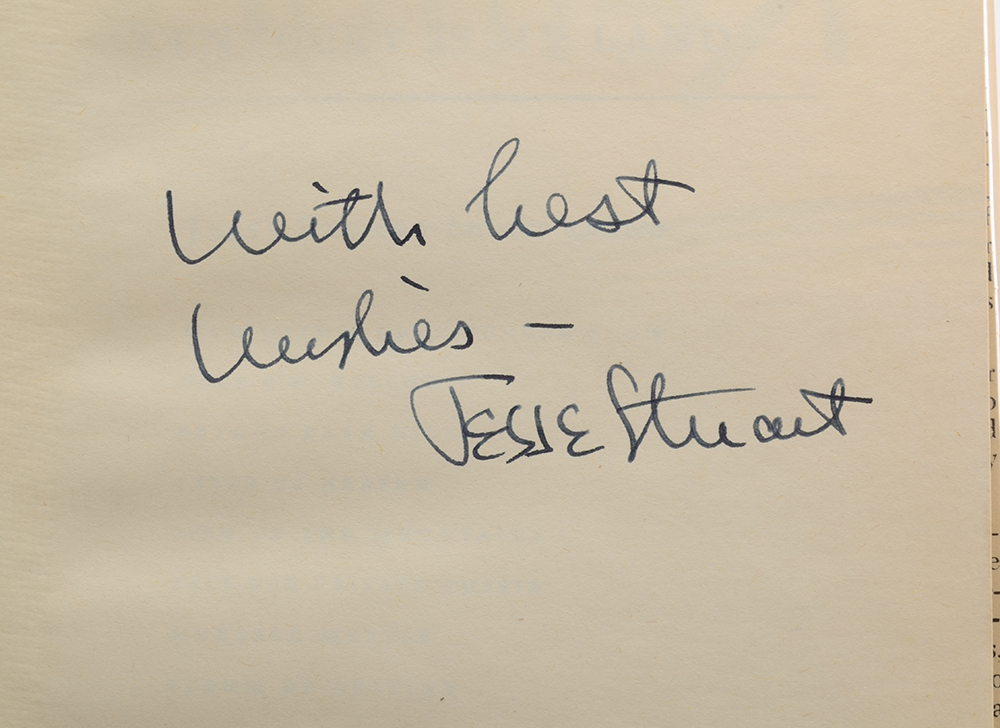 With best
Wishes –
Jesse Stuart